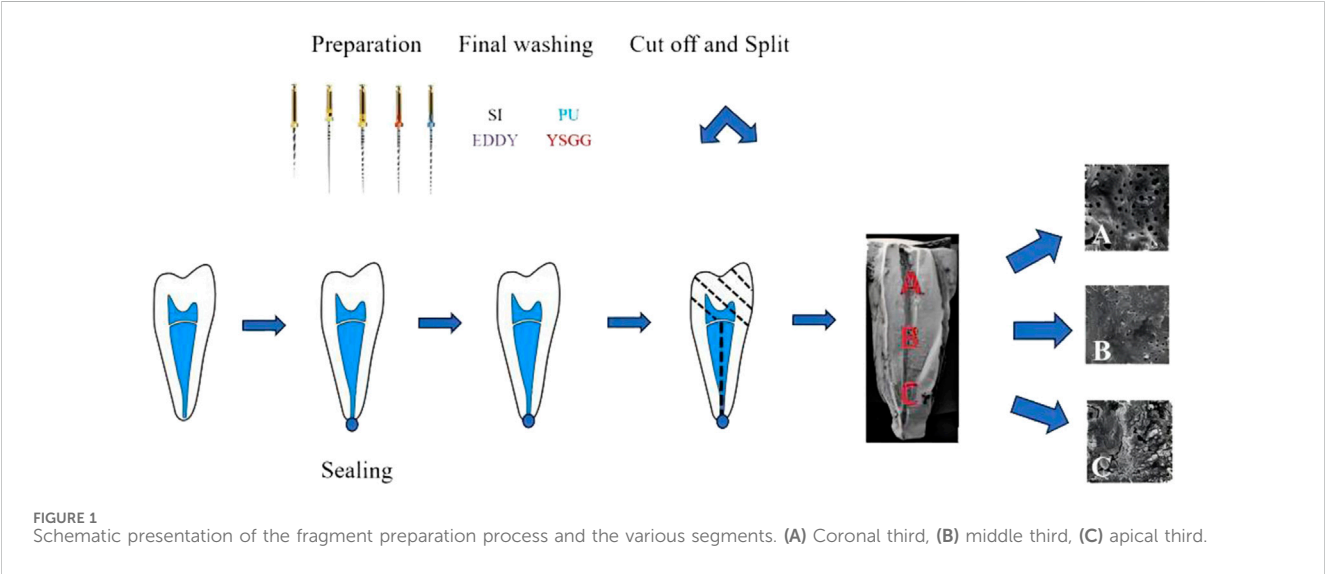 Preparation
Final washing
Cut off and Split
SI
PU
EDDY
YSGG
A
B
C
A
B
C
Sealing
FIGURE 1
Schematic presentation of the fragment preparation process and the various segments. (A) Coronal third, (B) middle third, (C) apical third.